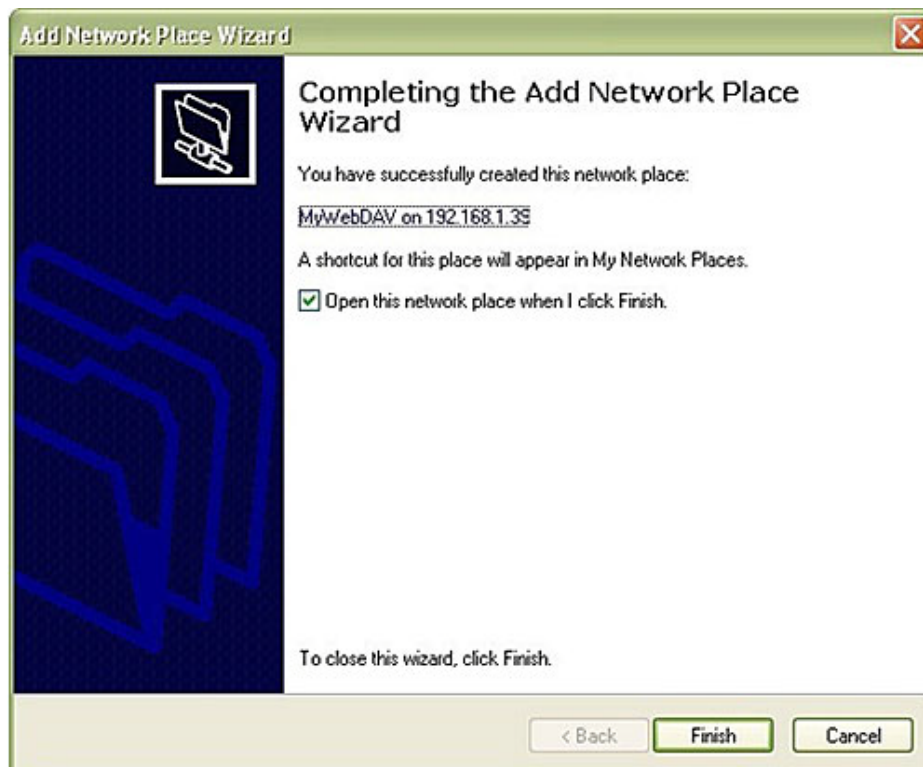 Add Network Place Wizard
Completing the Add Network Place
Wizard
You have successfully created this network place:
MyWebDAV on 192.168.1.39
A shortcut for this place will appear in My Network Places.
Open this network place when I click Finish.
To close this wizard, click Finish.
< Back
Finish
Cancel